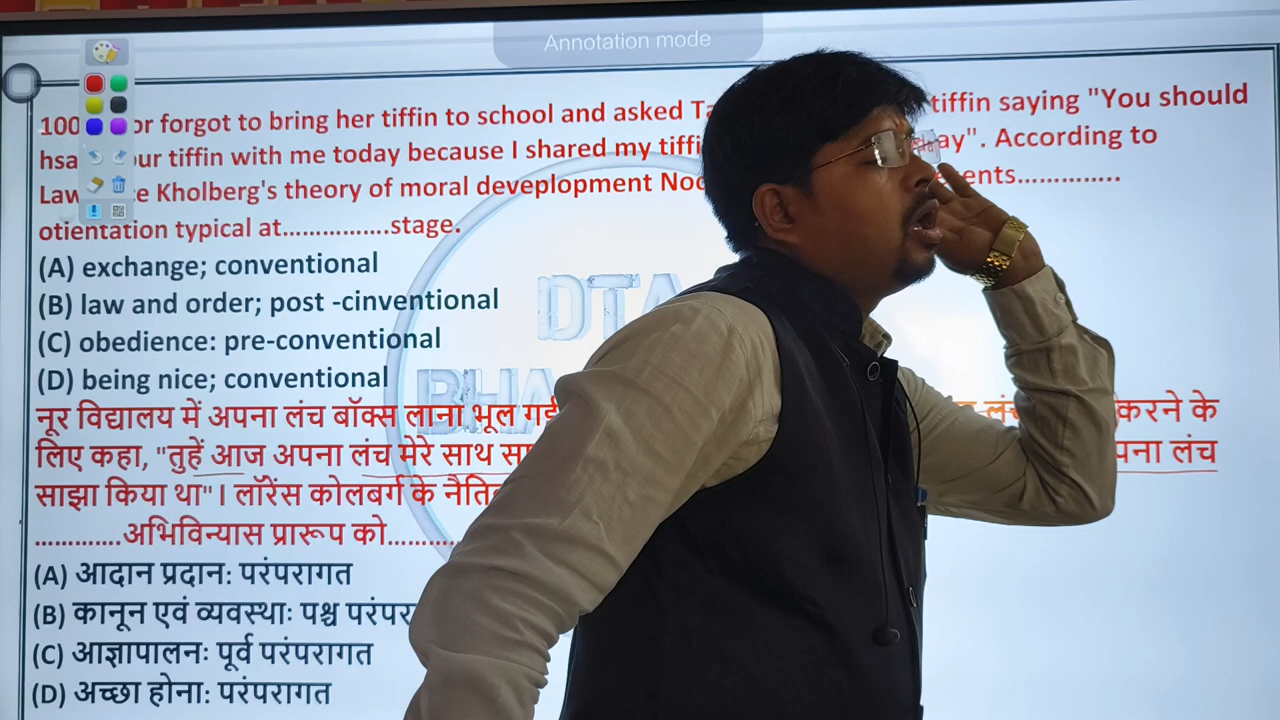 Annotation mode
100 or forgot to bring her tiffin to school and asked tiffin saying "You should
hsa our tiffin with me today because I shared my tiffi ay". According to
Law ce Kholberg's theory of moral deveplopment Noo ents..............
otientation typical at................stage.
(A) exchange; conventional
(B) law and order; post -cinventional
(C) obedience: pre-conventional
(D) being nice; conventional
DTA
BHA
नूर विद्यालय में अपना लंच बॉक्स लाना भूल गई करने के
लिए कहा, "तुहें आज अपना लंच मेरे साथ सा पना लंच
साझा किया था"। लॉरेंस कोलबर्ग के नैति
.............अभिविन्यास प्रारूप को...........
(A) आदान प्रदान: परंपरागत
(B) कानून एवं व्यवस्थाः पश्च परंपर
(C) आज्ञापालनः पूर्व परंपरागत
(D) अच्छा होना: परंपरागत